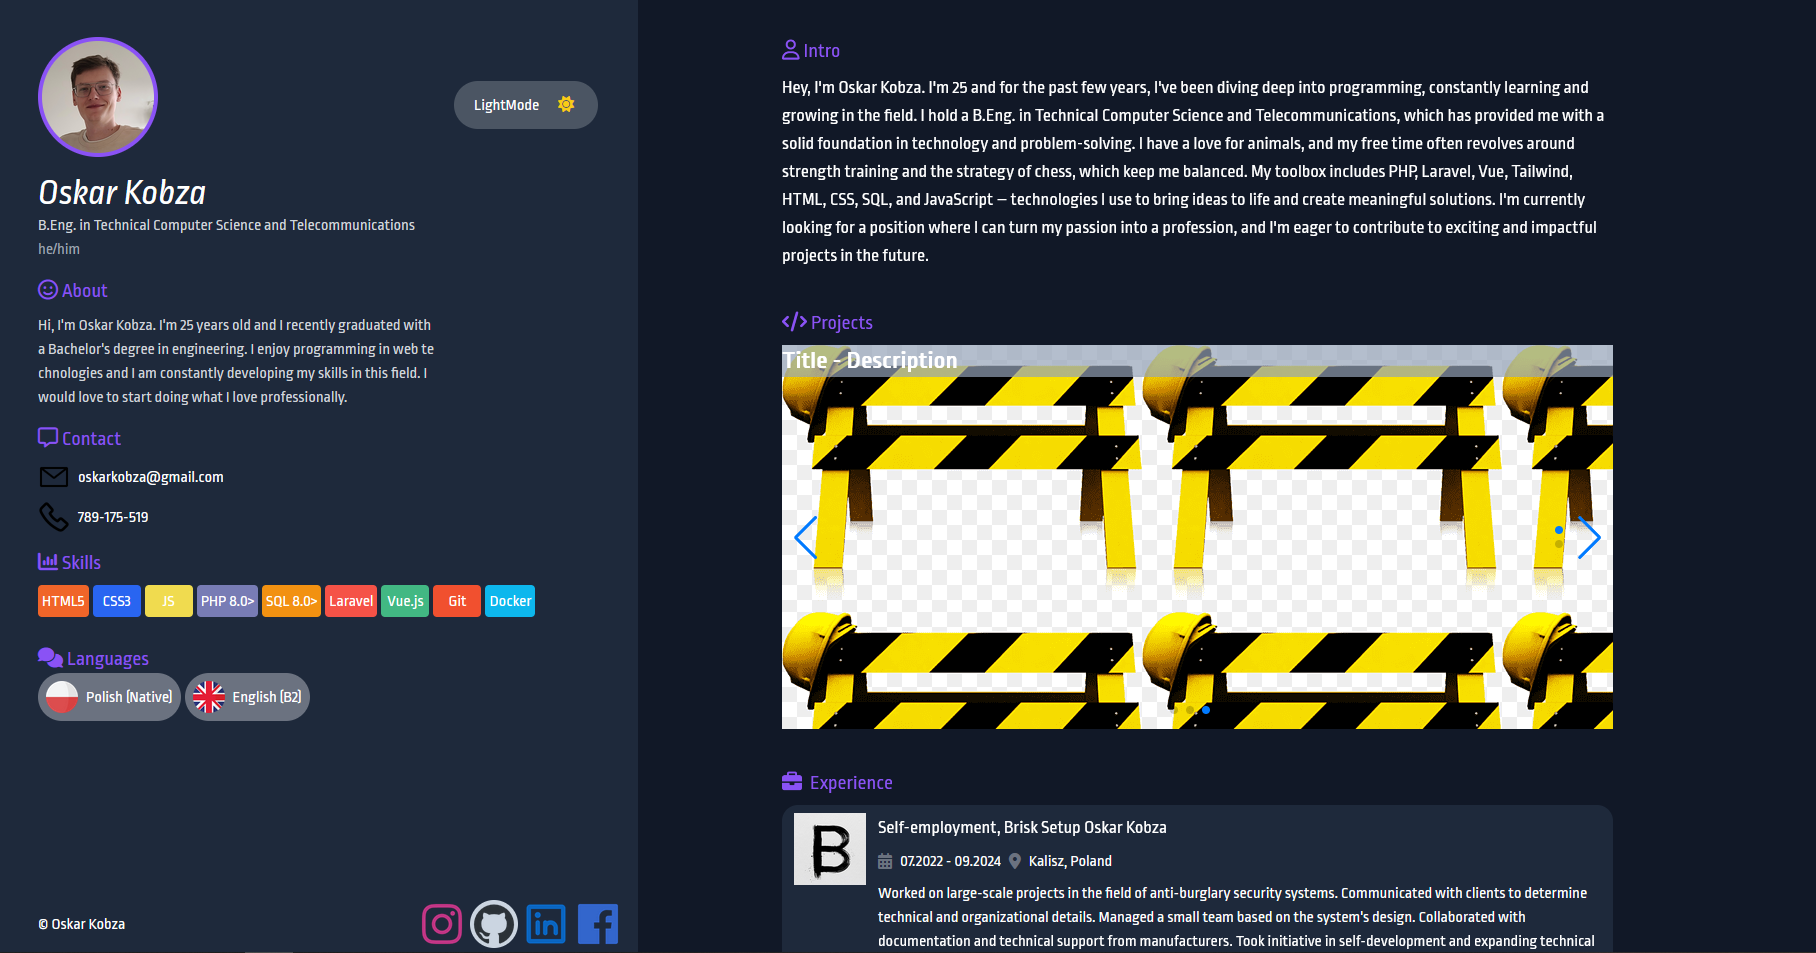 LightMode
Oskar Kobza
B.Eng. in Technical Computer Science and Telecommunications
he/him
About
Hi, I'm Oskar Kobza. I'm 25 years old and I recently graduated with
a Bachelor's degree in engineering. I enjoy programming in web te
chnologies and I am constantly developing my skills in this field. I
would love to start doing what I love professionally.
Contact
oskarkobza@gmail.com
789-175-519
Skills
HTML5 CSS3 JS PHP 8.0> SQL 8.0> Laravel Vue.js Git Docker
Languages
Polish (Native) English (B2)
© Oskar Kobza
Intro
Hey, I'm Oskar Kobza. I'm 25 and for the past few years, I've been diving deep into programming, constantly learning and
growing in the field. I hold a B.Eng. in Technical Computer Science and Telecommunications, which has provided me with a
solid foundation in technology and problem-solving. I have a love for animals, and my free time often revolves around
strength training and the strategy of chess, which keep me balanced. My toolbox includes PHP, Laravel, Vue, Tailwind,
HTML, CSS, SQL, and JavaScript – technologies I use to bring ideas to life and create meaningful solutions. I'm currently
looking for a position where I can turn my passion into a profession, and I'm eager to contribute to exciting and impactful
projects in the future.
Projects
Title - Description
Experience
B
Self-employment, Brisk Setup Oskar Kobza
07.2022 - 09.2024 Kalisz, Poland
Worked on large-scale projects in the field of anti-burglary security systems. Communicated with clients to determine
technical and organizational details. Managed a small team based on the system's design. Collaborated with
documentation and technical support from manufacturers. Took initiative in self-development and expanding technical